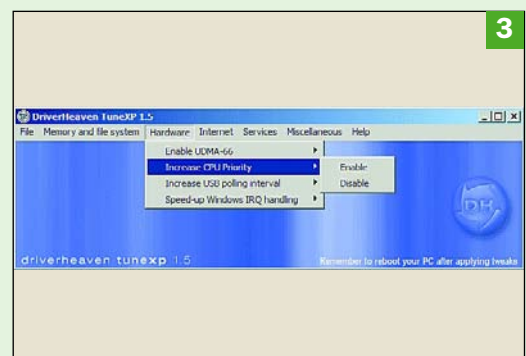 3
DriverHeaven TuneXP 1.5
File Memory and file system Hardware Internet Services Miscellaneous Help
Enable UDMA-66
Increase CPU Priority
Enable
Increase USB polling interval
Disable
Speed-up Windows IRQ handling
DH
driverheaven tunexp 1.5
Remember to reboot your PC after applying tweaks